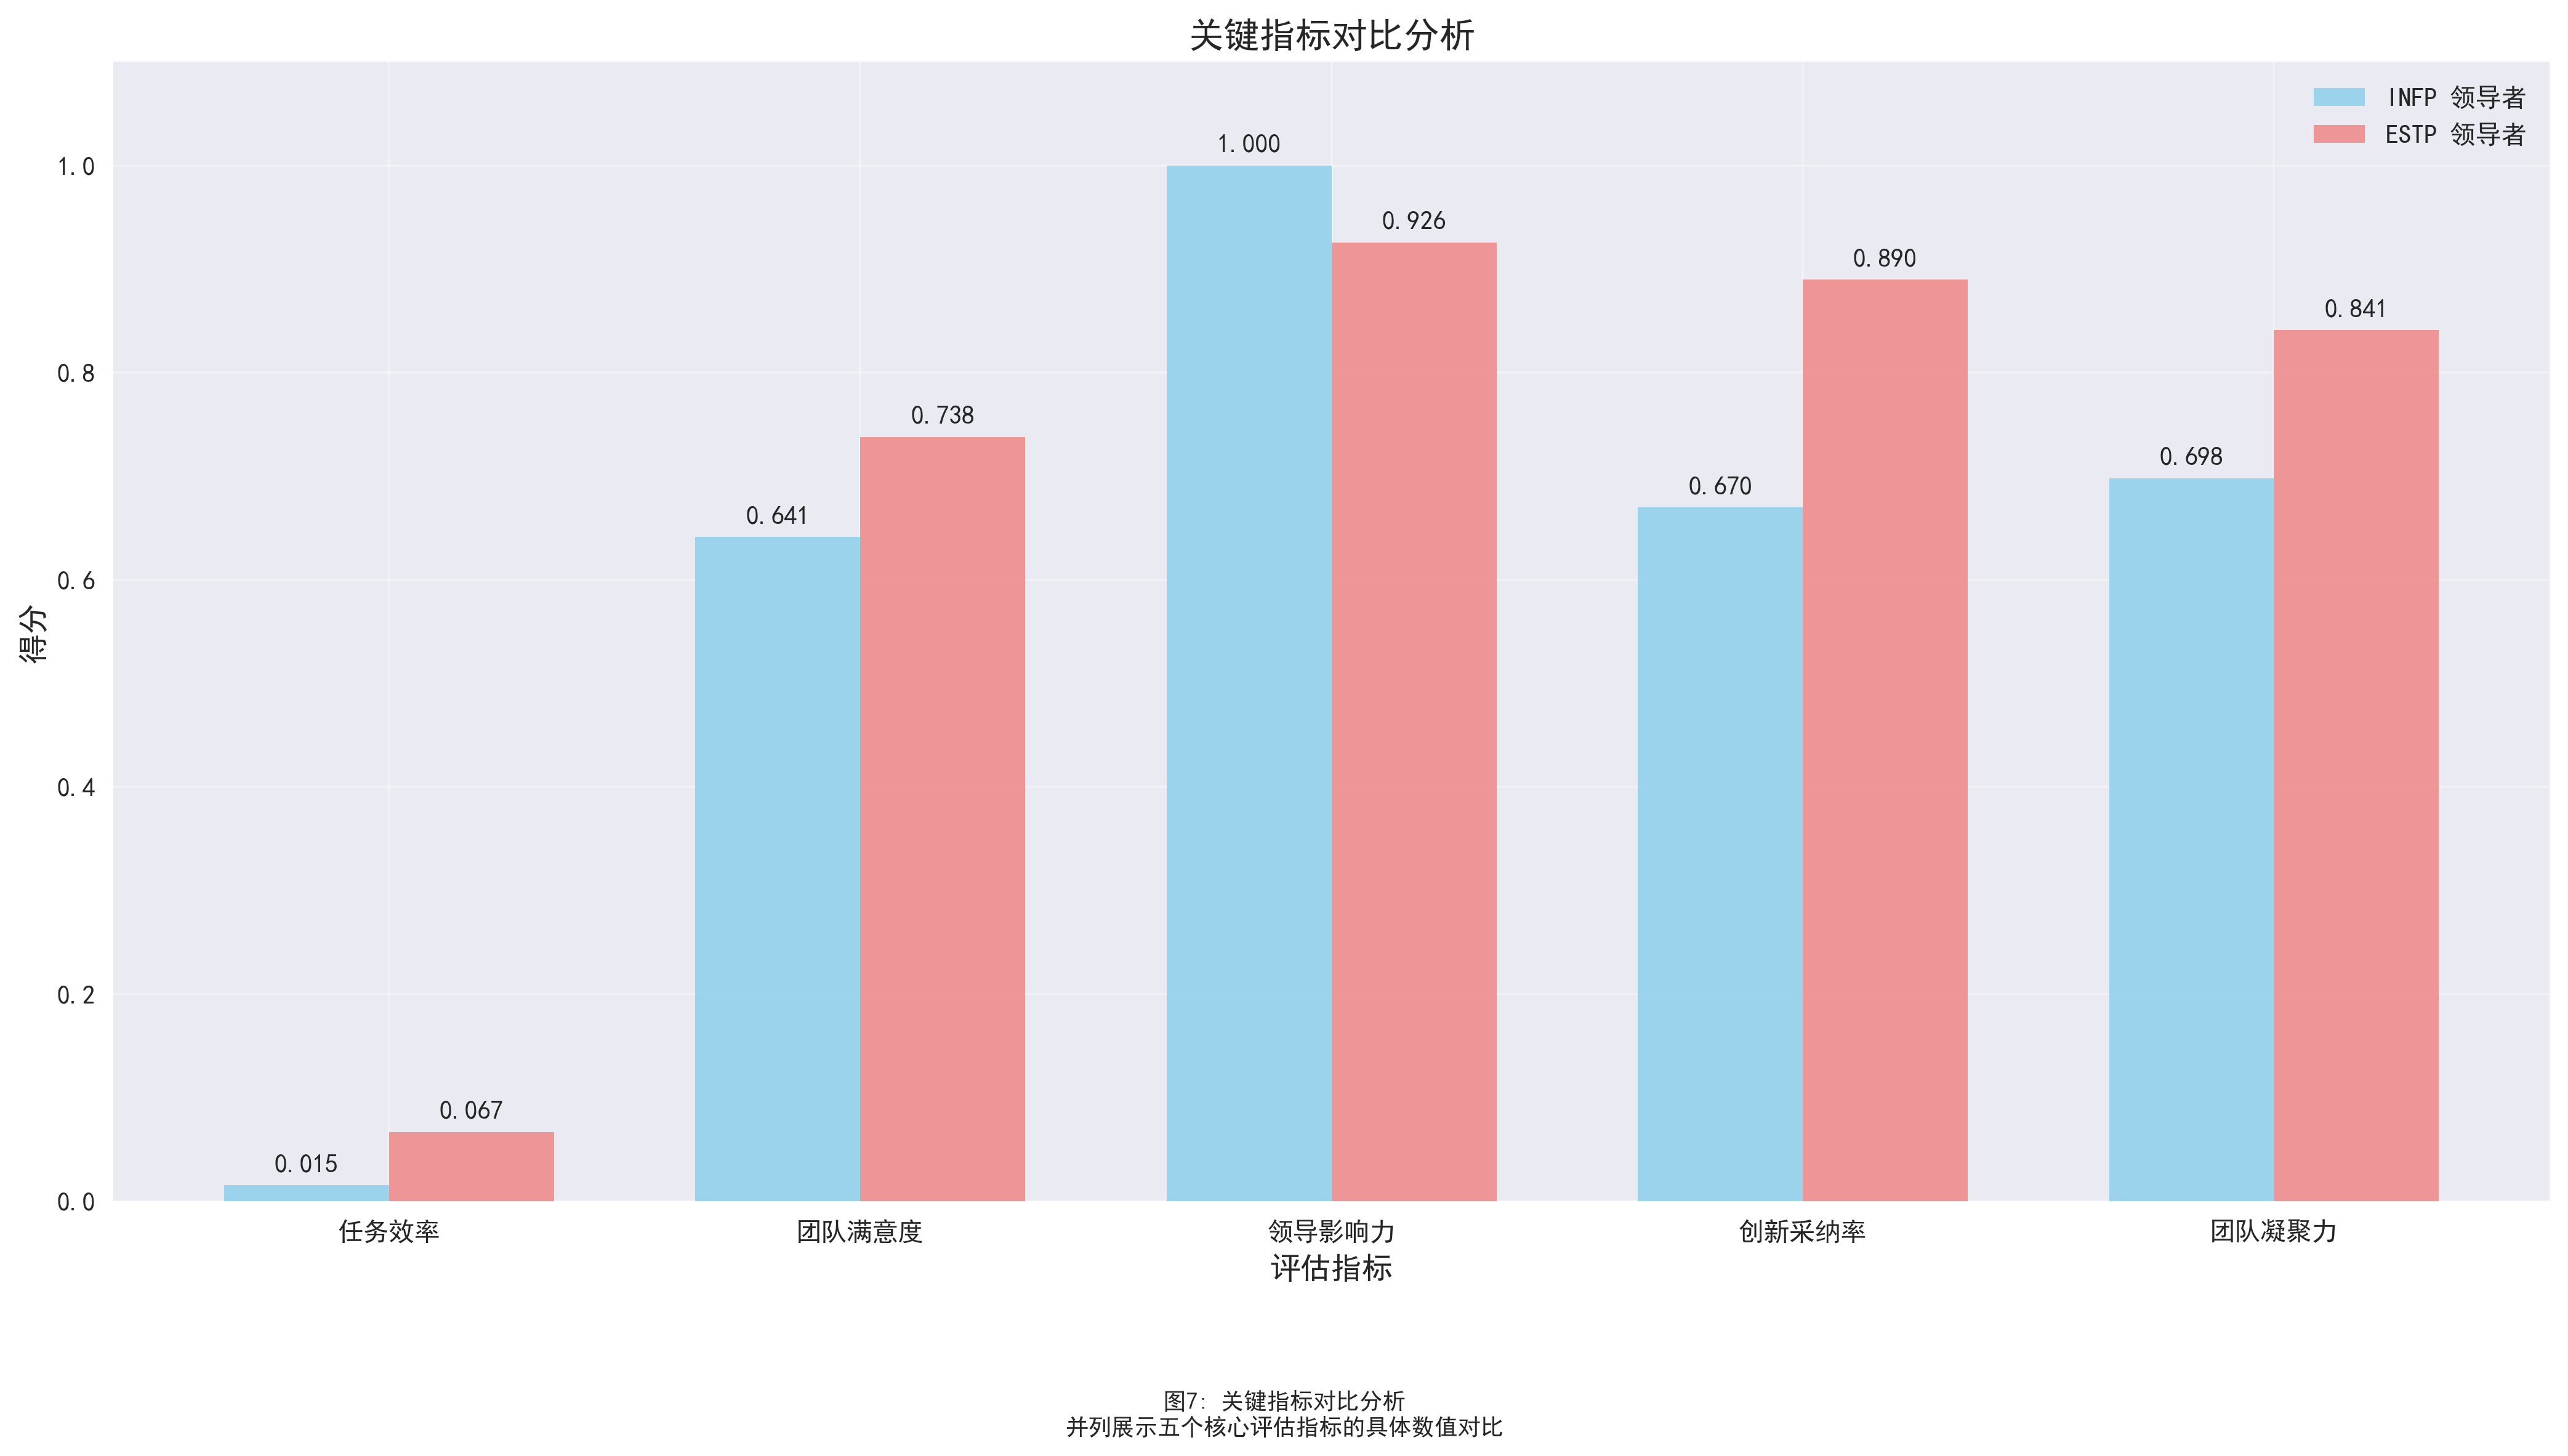 关键指标对比分析
INFP 领导者
ESTP 领导者
得分
1.0
0.8
0.6
0.4
0.2
0.0
0.015
0.067
0.641
0.738
1.000
0.926
0.670
0.890
0.698
0.841
任务效率
团队满意度
领导影响力
创新采纳率
团队凝聚力
评估指标
图7: 关键指标对比分析
并列展示五个核心评估指标的具体数值对比